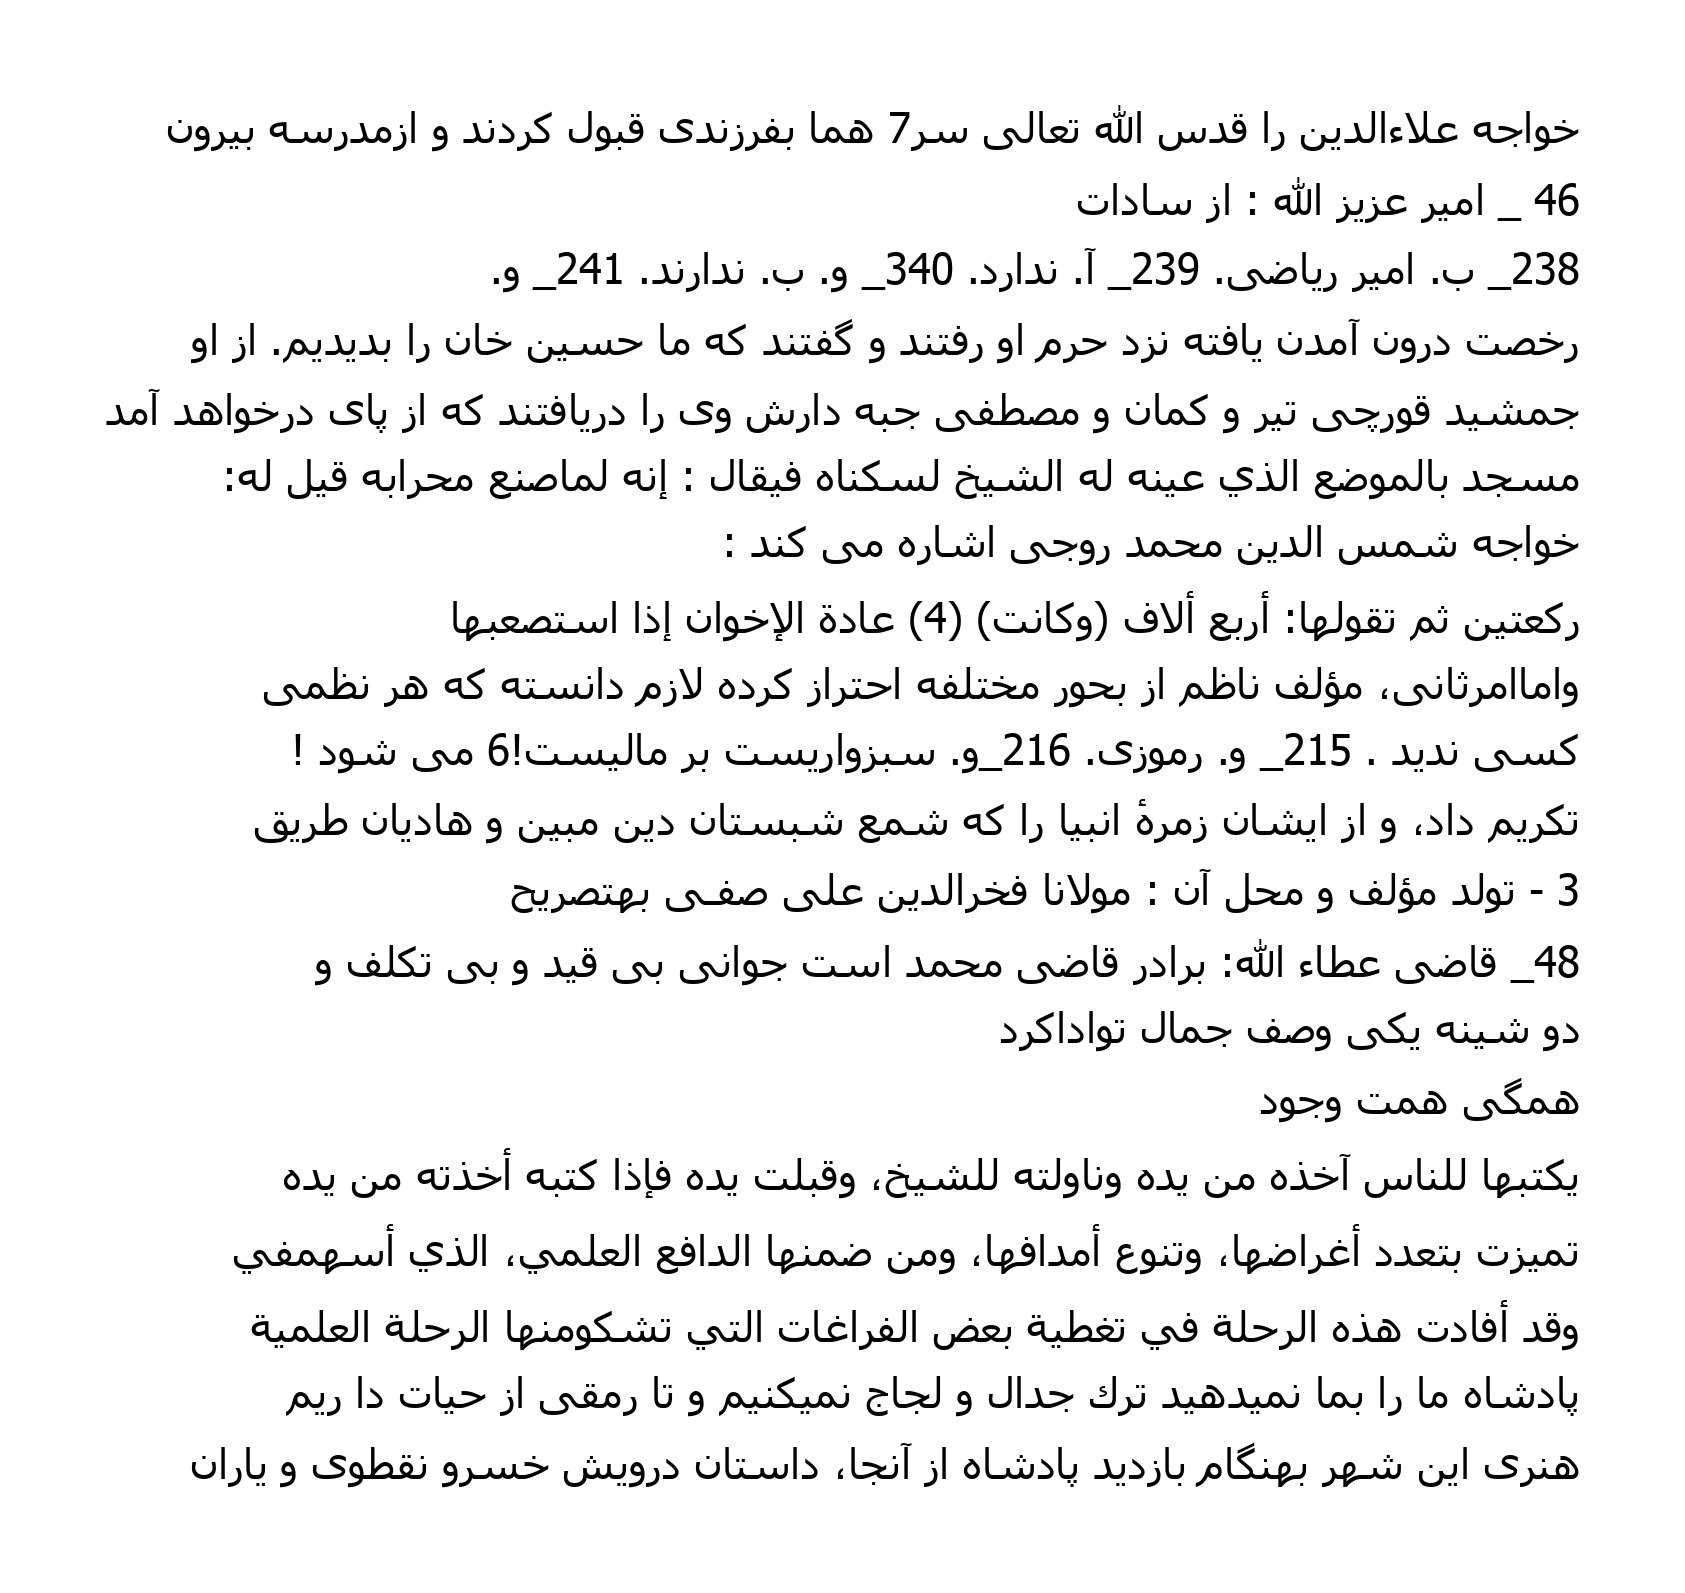 خواجه علاءالدین را قدس الله تعالی سر7 هما بفرزندی قبول کردند و ازمدرسه بیرون
46 _ امیر عزیز الله : از سادات
238_ ب. امیر ریاضی. 239_ آ. ندارد. 340_ و. ب. ندارند. 241_ و.
رخصت درون آمدن یافته نزد حرم او رفتند و گفتند که ما حسین خان را بدیدیم. از او
جمشید قورچی تیر و کمان و مصطفی جبه دارش وی را دریافتند که از پای درخواهد آمد
مسجد بالموضع الذي عينه له الشيخ لسكناه فيقال : إنه لماصنع محرابه قيل له:
خواجه شمس الدین محمد روجی اشاره می کند :
ركعتين ثم تقولها: أربع ألاف (وكانت) (4) عادة الإخوان إذا استصعبها
واماامرثانی، مؤلف ناظم از بحور مختلفه احتراز کرده لازم دانسته که هر نظمی
کسی ندید . 215_ و. رموزی. 216_و. سبزواریست بر مالیست!6 می شود !
تکریم داد، و از ایشان زمرۀ انبیا را که شمع شبستان دین مبین و هادیان طریق
3 - تولد مؤلف و محل آن : مولانا فخرالدین علی صفـی بهتصریح
48_ قاضی عطاء الله: برادر قاضی محمد است جوانی بی قید و بی تکلف و
دو شینه یکی وصف جمال تواداکرد
همگی همت وجود
يكتبها للناس آخذه من يده وناولته للشيخ، وقبلت يده فإذا كتبه أخذته من يده
تميزت بتعدد أغراضها، وتنوع أمدافها، ومن ضمنها الدافع العلمي، الذي أسهمفي
وقد أفادت هذه الرحلة في تغطية بعض الفراغات التي تشكومنها الرحلة العلمية
پادشاه ما را بما نمیدهید ترك جدال و لجاج نمیکنیم و تا رمقی از حیات دا ریم
هنری این شهر بهنگام بازدید پادشاه از آنجا، داستان درویش خسرو نقطوی و یاران